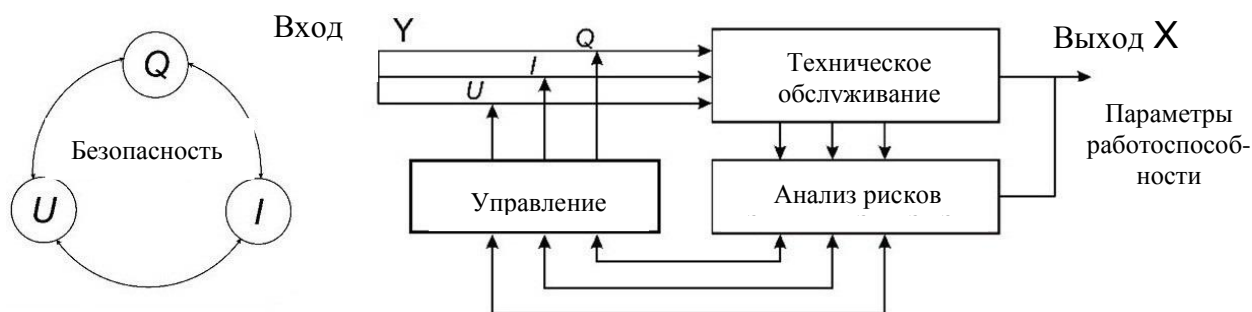 Q
Безопасность
U
I
Вход
Y
Q
I
U
Техническое
обслуживание
Выход X
Параметры
работоспособ-
ности
Управление
Анализ рисков